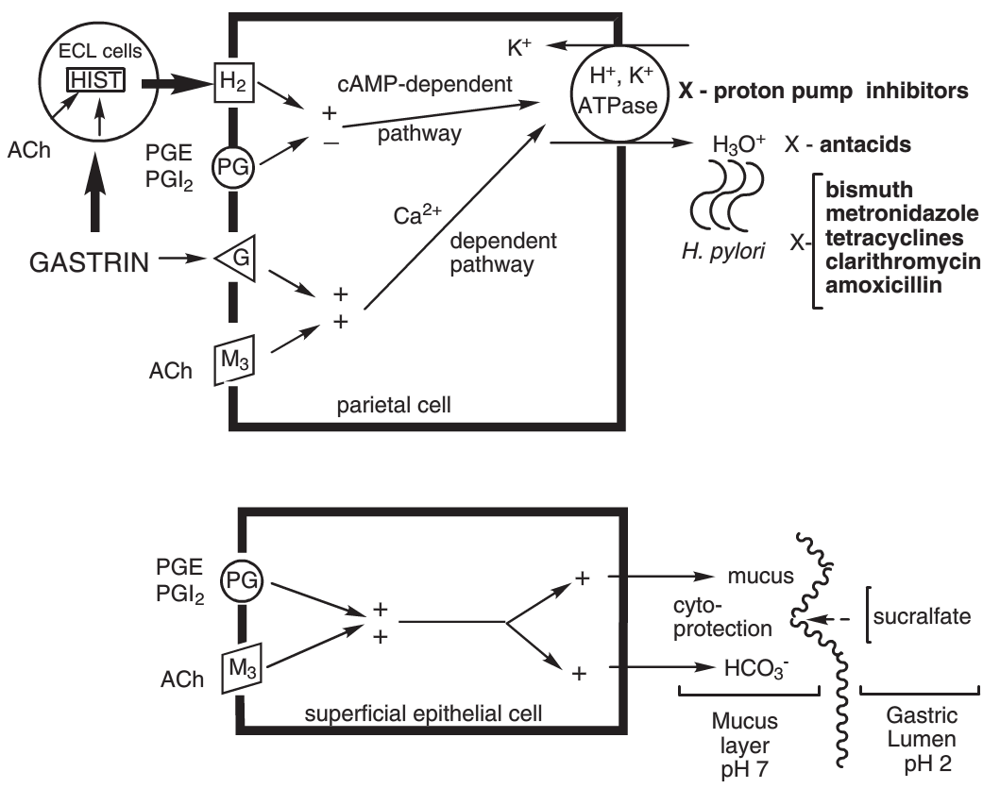 ECL cells
HIST
ACh
GASTRIN
H₂
PGE
PGI₂
PG
G
ACh
M₃
+
–
cAMP-dependent
pathway
Ca²⁺
dependent
pathway
+
+
parietal cell
K⁺
H⁺, K⁺
ATPase
X - proton pump inhibitors
H₃O⁺ X - antacids
H. pylori
X-
bismuth
metronidazole
tetracyclines
clarithromycin
amoxicillin
PGE
PGI₂
PG
ACh
M₃
+
+
+
+
superficial epithelial cell
mucus
cyto-
protection
HCO₃⁻
sucralfate
Mucus
layer
pH 7
Gastric
Lumen
pH 2